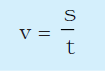 v = s/t